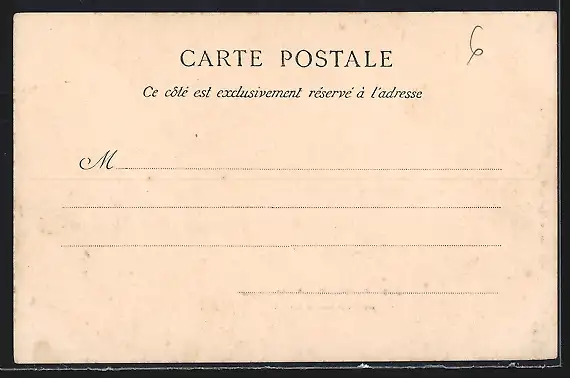 6
CARTE POSTALE
Ce côté est exclusivement réservé à l'adresse
M